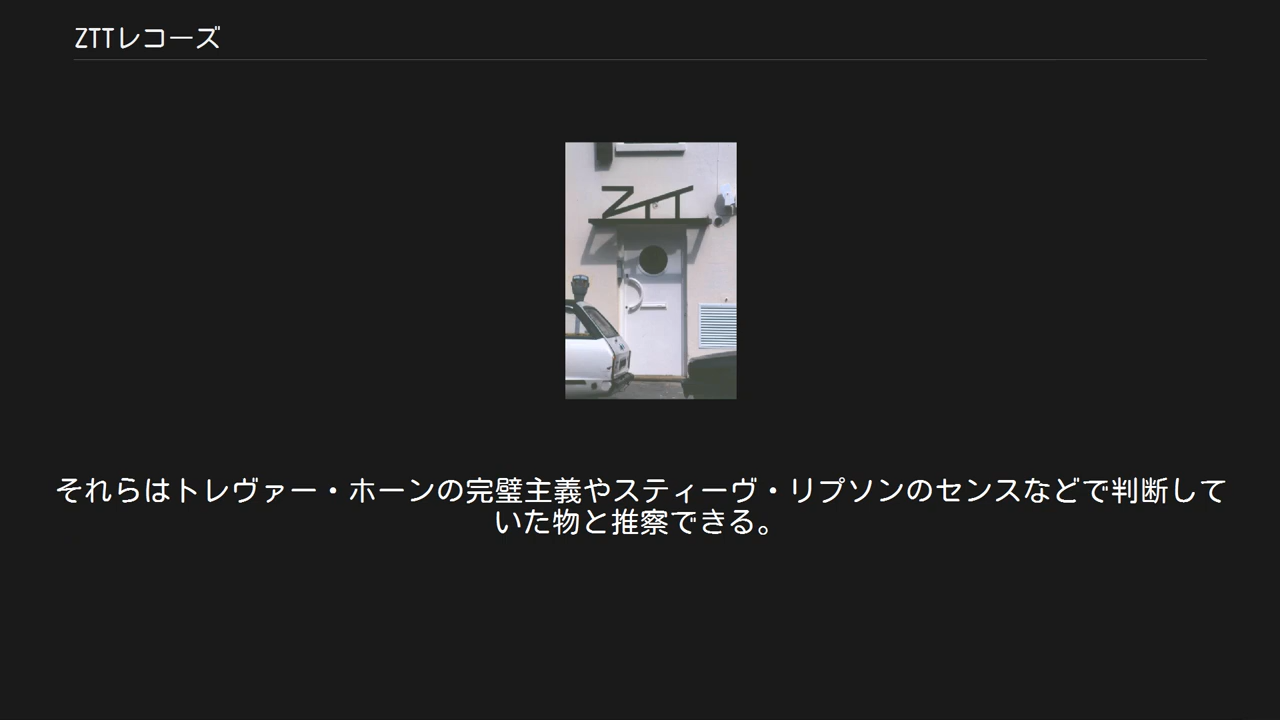 ZTTレコーズ
ZTT
それらはトレヴァー・ホーンの完璧主義やスティーヴ・リプソンのセンスなどで判断して
いた物と推察できる。